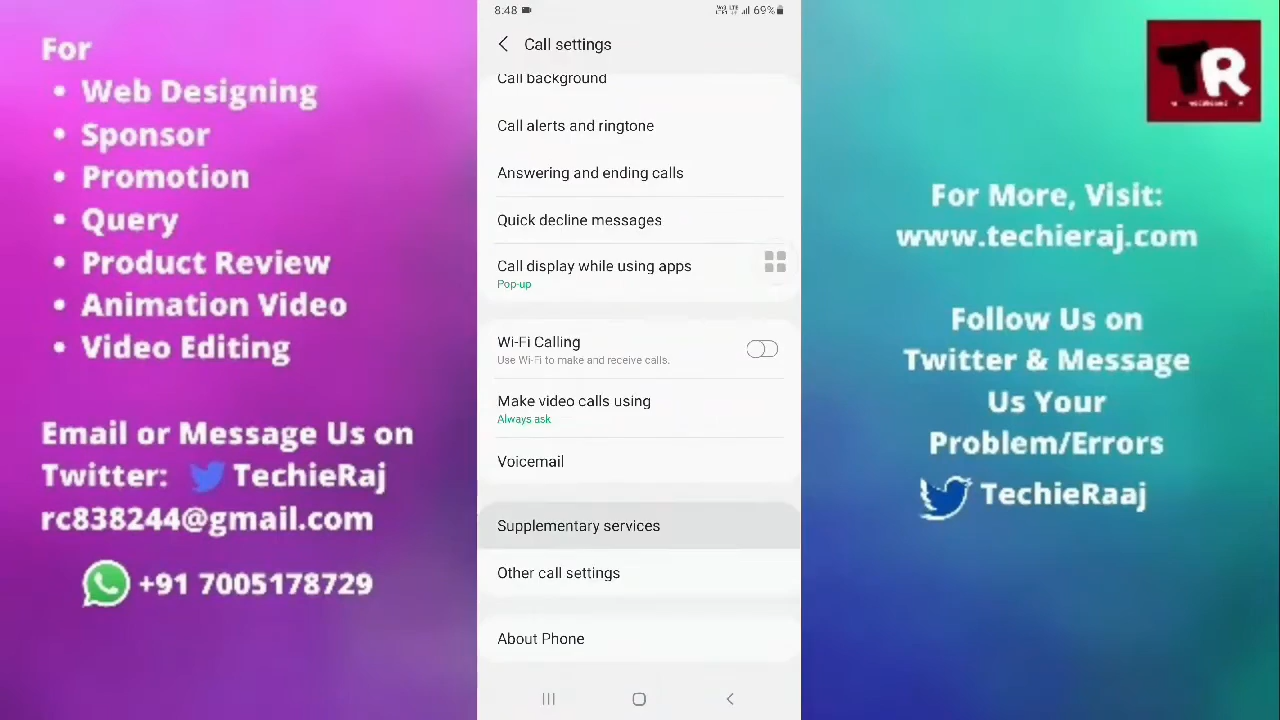 For
• Web Designing
• Sponsor
• Promotion
• Query
• Product Review
• Animation Video
• Video Editing
Email or Message Us on
Twitter: TechieRaj
rc838244@gmail.com
+91 7005178729
8:48
69%
Call settings
Call background
Call alerts and ringtone
Answering and ending calls
Quick decline messages
Call display while using apps
Pop-up
Wi-Fi Calling
Use Wi-Fi to make and receive calls.
Make video calls using
Always ask
Voicemail
Supplementary services
Other call settings
About Phone
TR
For More, Visit:
www.techieraj.com
Follow Us on
Twitter & Message
Us Your
Problem/Errors
TechieRaaj